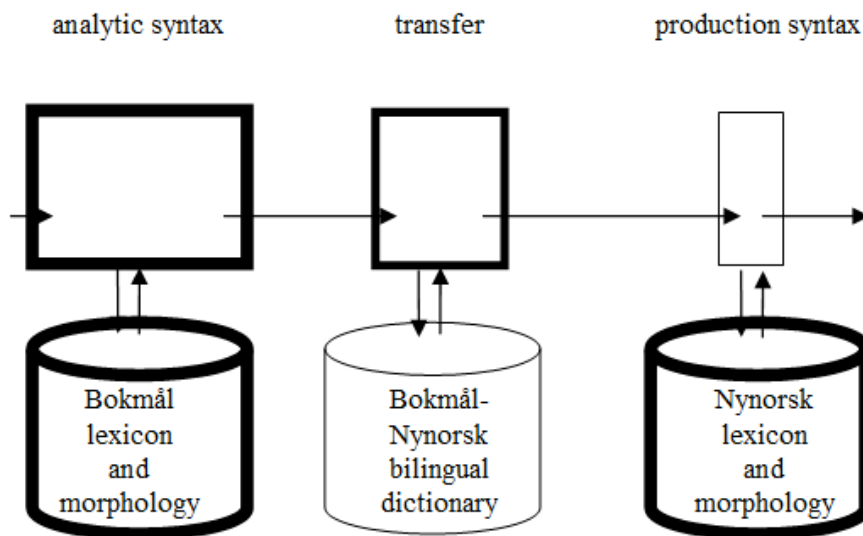 analytic syntax
transfer
production syntax
Bokmål
lexicon
and
morphology
Bokmål-
Nynorsk
bilingual
dictionary
Nynorsk
lexicon
and
morphology